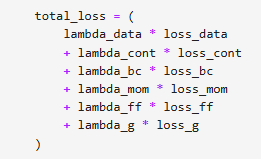 total_loss = (
    lambda_data * loss_data
    + lambda_cont * loss_cont
    + lambda_bc * loss_bc
    + lambda_mom * loss_mom
    + lambda_ff * loss_ff
    + lambda_g * loss_g
)